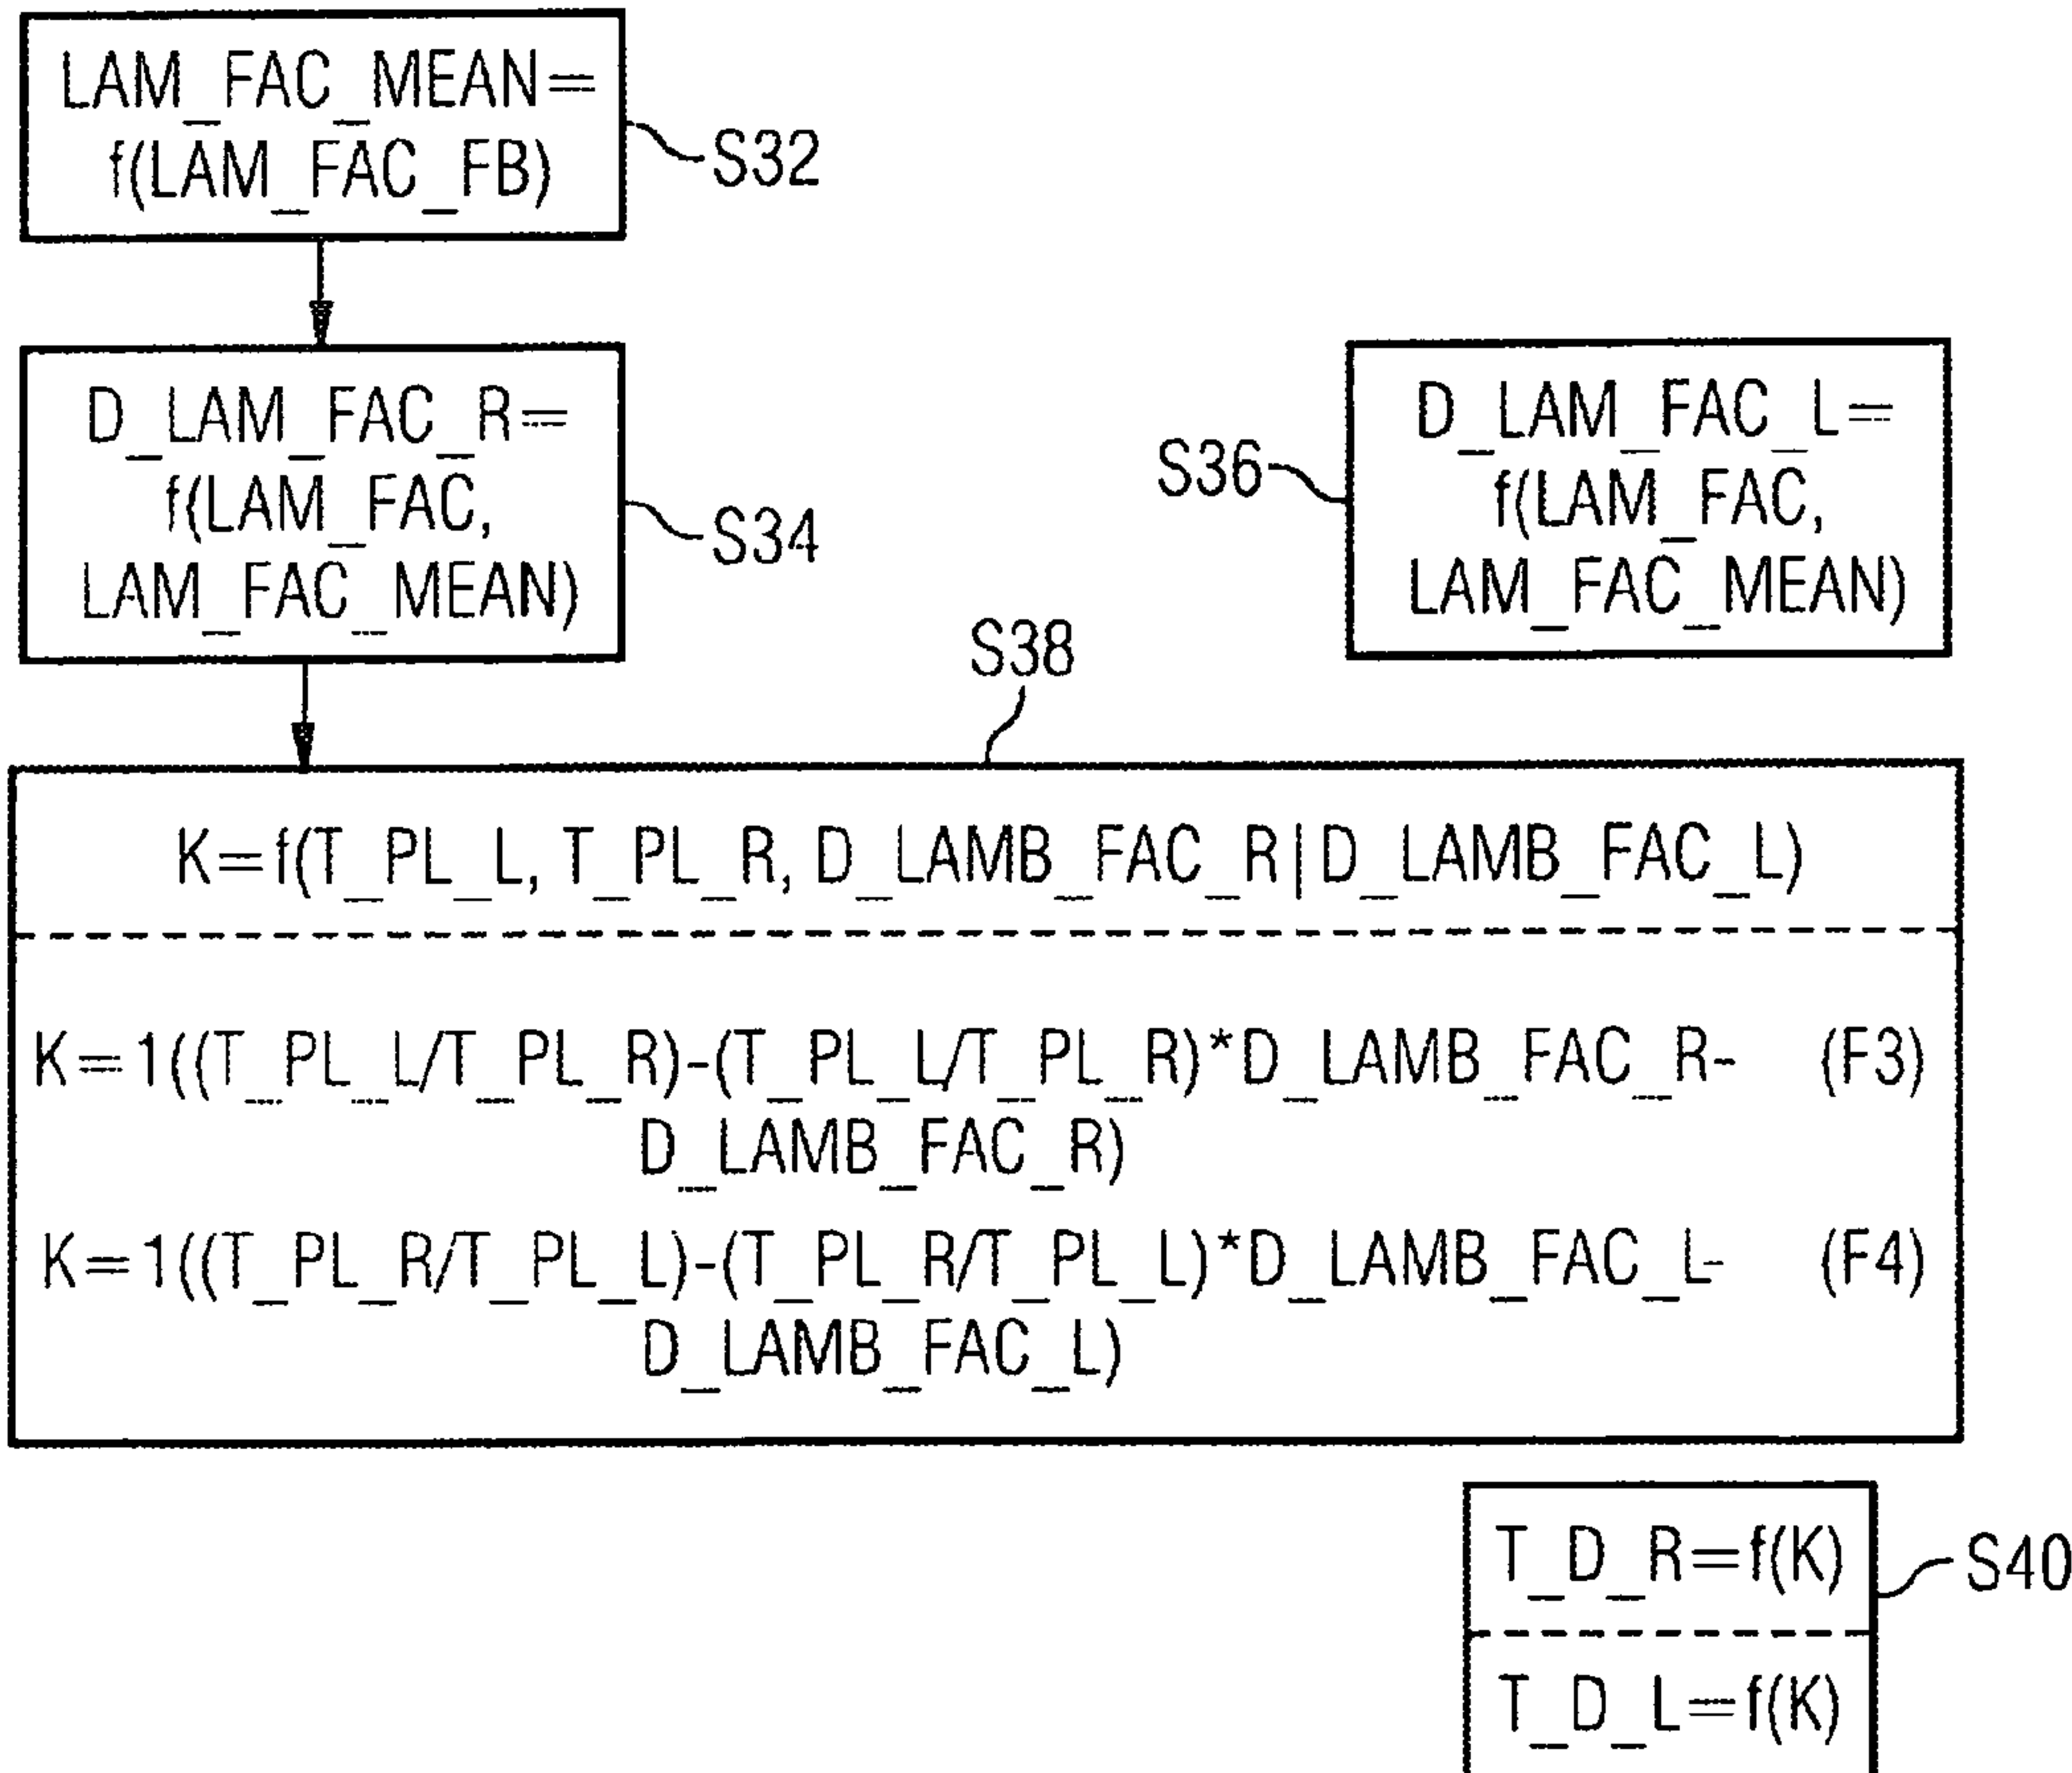 LAM_FAC_MEAN=
f(LAM_FAC_FB)
S32
D_LAM_FAC_R=
f(LAM_FAC,
LAM_FAC_MEAN)
S34
S36
D_LAM_FAC_L=
f(LAM_FAC,
LAM_FAC_MEAN)
S38
K=f(T_PL_L, T_PL_R, D_LAMB_FAC_R|D_LAMB_FAC_L)
K=1((T_PL_L/T_PL_R)-(T_PL_L/T_PL_R)*D_LAMB_FAC_R- (F3)
D_LAMB_FAC_R)
K=1((T_PL_R/T_PL_L)-(T_PL_R/T_PL_L)*D_LAMB_FAC_L- (F4)
D_LAMB_FAC_L)
T_D_R=f(K)
S40
T_D_L=f(K)